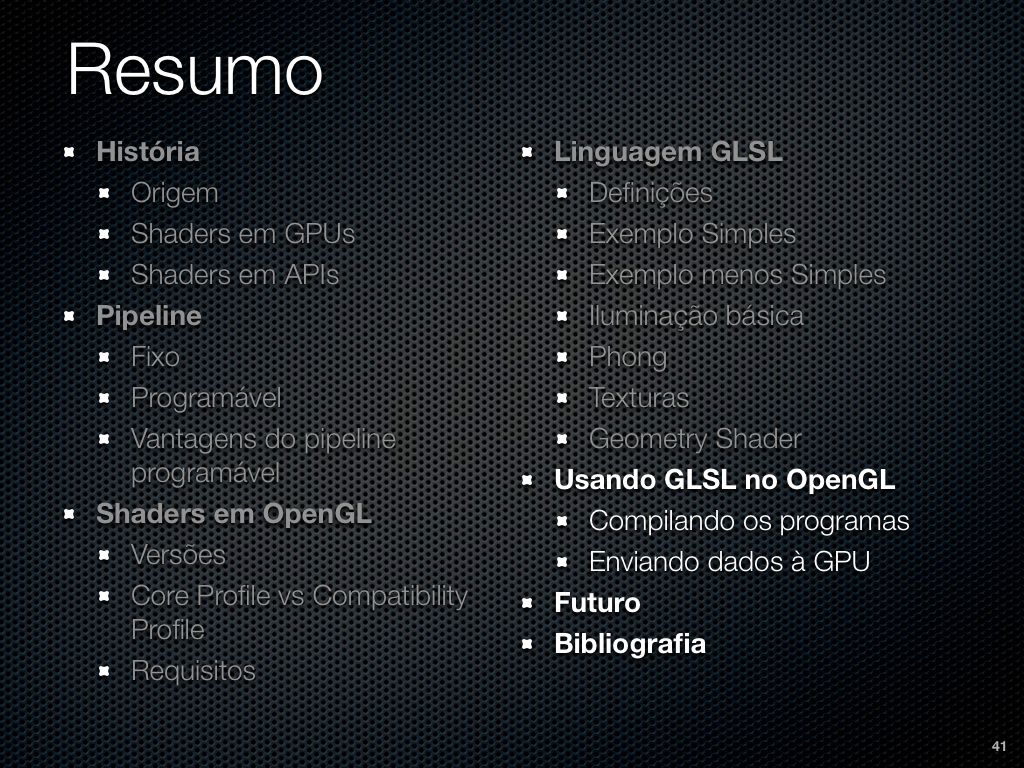 Resumo
História
Origem
Shaders em GPUs
Shaders em APIs
Pipeline
Fixo
Programável
Vantagens do pipeline
programável
Shaders em OpenGL
Versões
Core Profile vs Compatibility
Profile
Requisitos
Linguagem GLSL
Definições
Exemplo Simples
Exemplo menos Simples
Iluminação básica
Phong
Texturas
Geometry Shader
Usando GLSL no OpenGL
Compilando os programas
Enviando dados à GPU
Futuro
Bibliografia
41